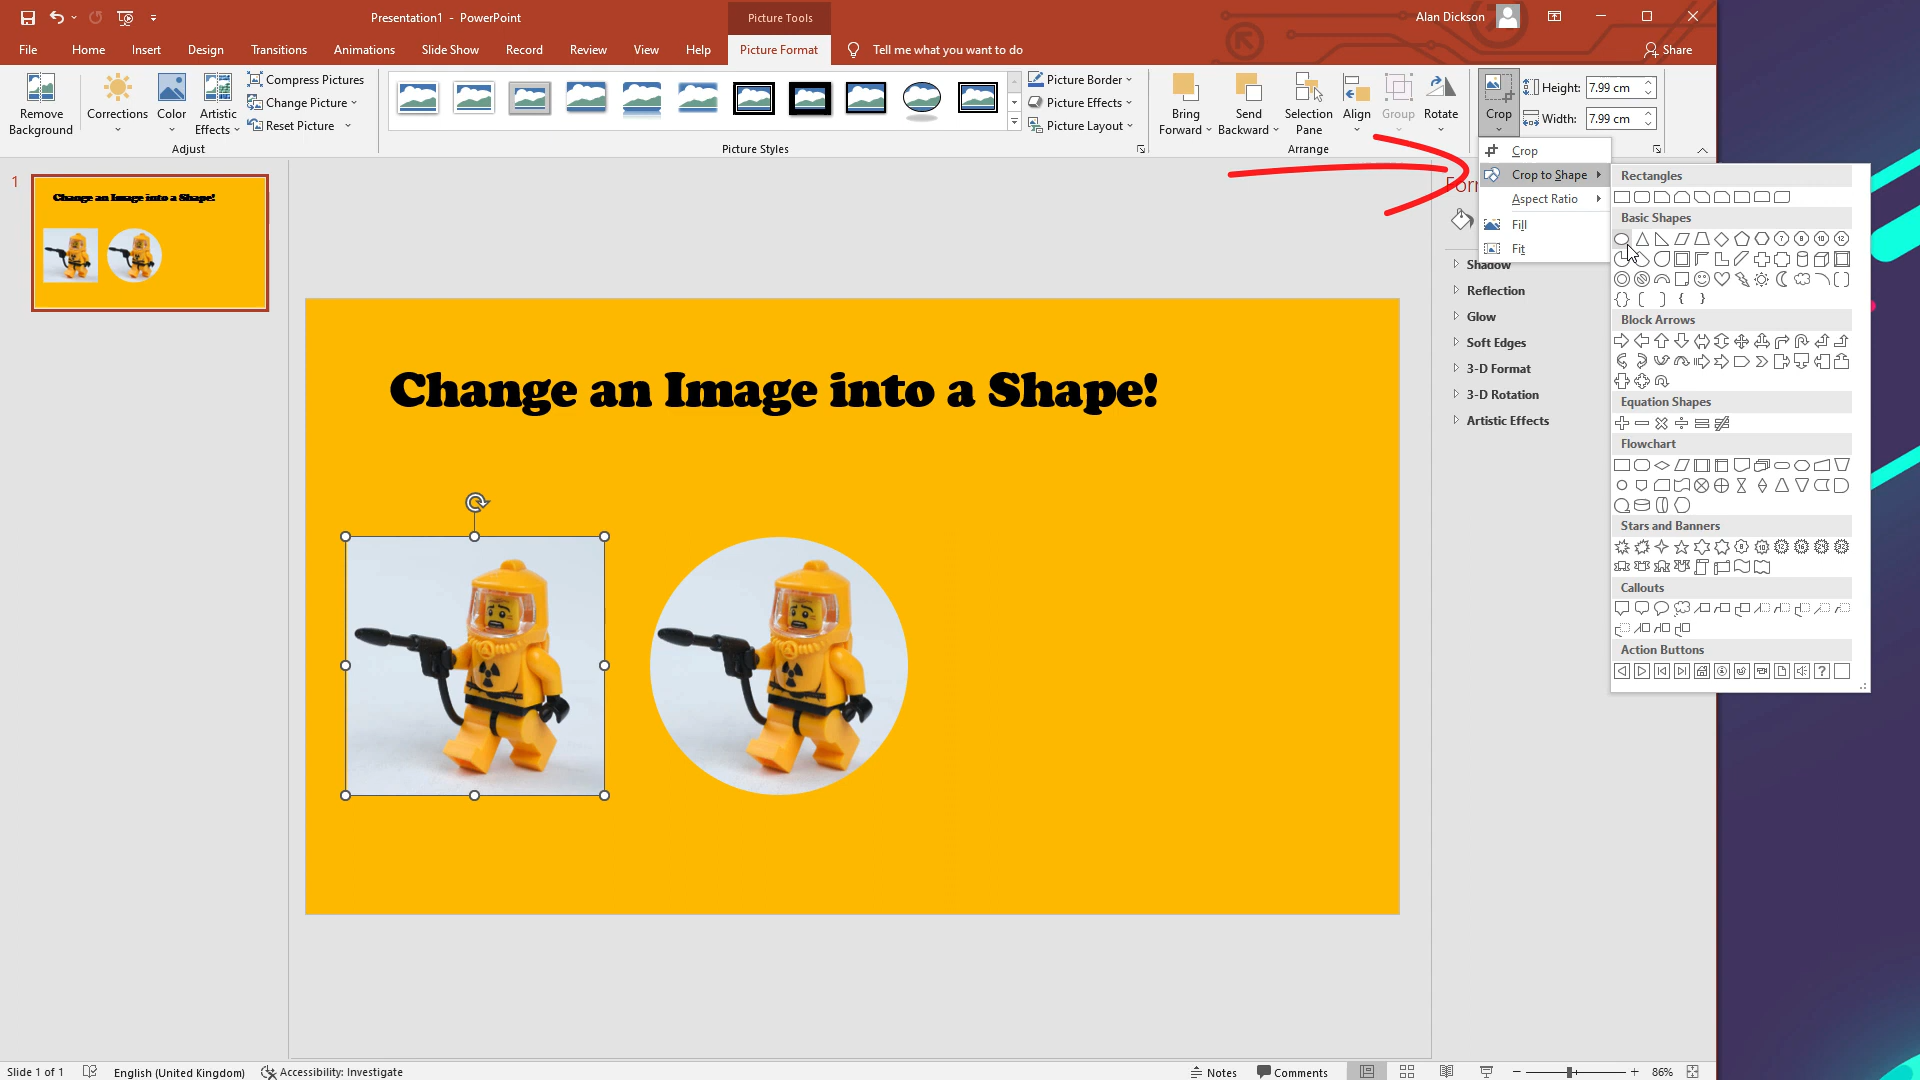 Presentation1 - PowerPoint
Picture Tools
Alan Dickson
File Home Insert Design Transitions Animations Slide Show Record Review View Help Picture Format Tell me what you want to do Share
Remove Background
Corrections
Color
Artistic Effects
Compress Pictures
Change Picture
Reset Picture
Adjust
Picture Styles
Picture Border
Picture Effects
Picture Layout
Bring Forward
Send Backward
Selection Pane
Align
Group
Rotate
Arrange
Crop
Height: 7.99 cm
Width: 7.99 cm
Crop
Crop to Shape
Aspect Ratio
Fill
Fit
Rectangles
Basic Shapes
Block Arrows
Equation Shapes
Flowchart
Stars and Banners
Callouts
Action Buttons
Shadow
Reflection
Glow
Soft Edges
3-D Format
3-D Rotation
Artistic Effects
1
Change an Image into a Shape!
Change an Image into a Shape!
Slide 1 of 1
English (United Kingdom)
Accessibility: Investigate
Notes
Comments
86%